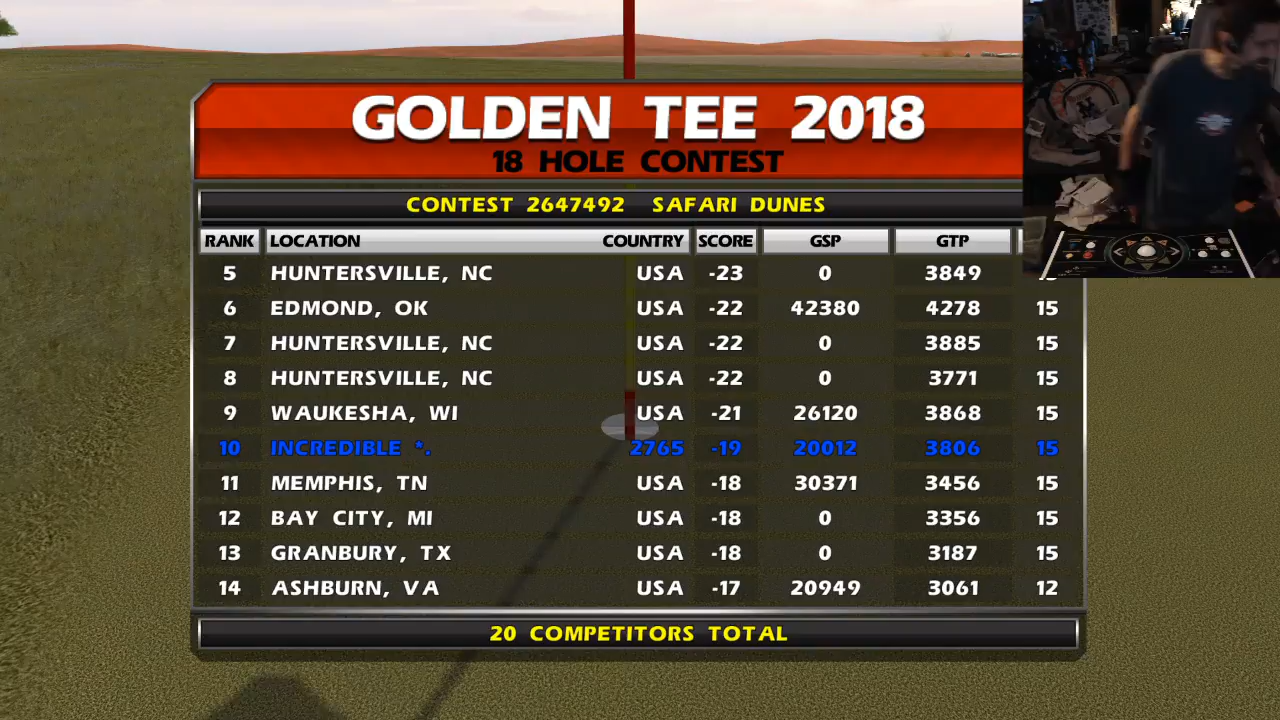 GOLDEN TEE 2018
18 HOLE CONTEST
CONTEST 2647492 SAFARI DUNES
RANK LOCATION COUNTRY SCORE GSP GTP
5 HUNTERSVILLE, NC USA -23 0 3849
6 EDMOND, OK USA -22 42380 4278 15
7 HUNTERSVILLE, NC USA -22 0 3885 15
8 HUNTERSVILLE, NC USA -22 0 3771 15
9 WAUKESHA, WI USA -21 26120 3868 15
10 INCREDIBLE *. 2765 -19 20012 3806 15
11 MEMPHIS, TN USA -18 30371 3456 15
12 BAY CITY, MI USA -18 0 3356 15
13 GRANBURY, TX USA -18 0 3187 15
14 ASHBURN, VA USA -17 20949 3061 12
20 COMPETITORS TOTAL